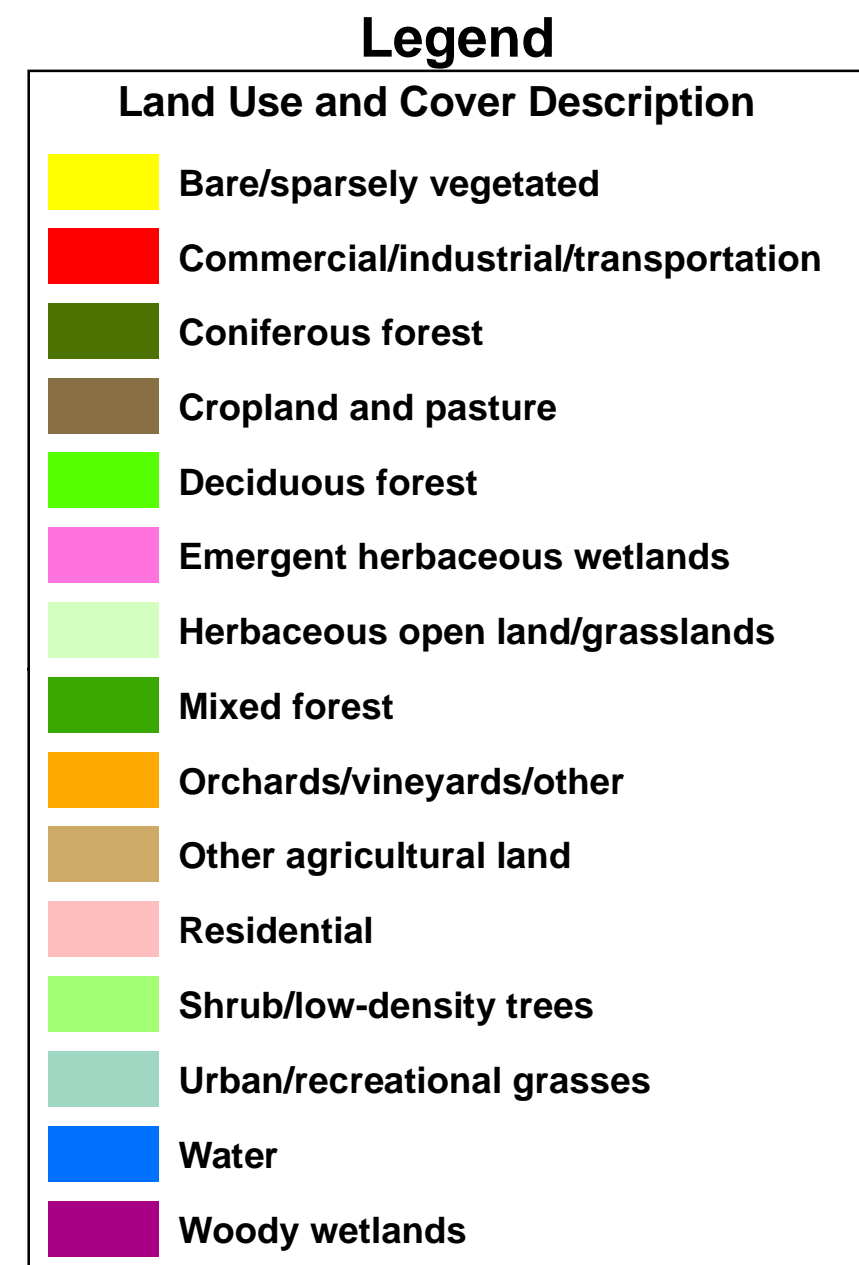 Legend
Land Use and Cover Description
Bare/sparsely vegetated
Commercial/industrial/transportation
Coniferous forest
Cropland and pasture
Deciduous forest
Emergent herbaceous wetlands
Herbaceous open land/grasslands
Mixed forest
Orchards/vineyards/other
Other agricultural land
Residential
Shrub/low-density trees
Urban/recreational grasses
Water
Woody wetlands